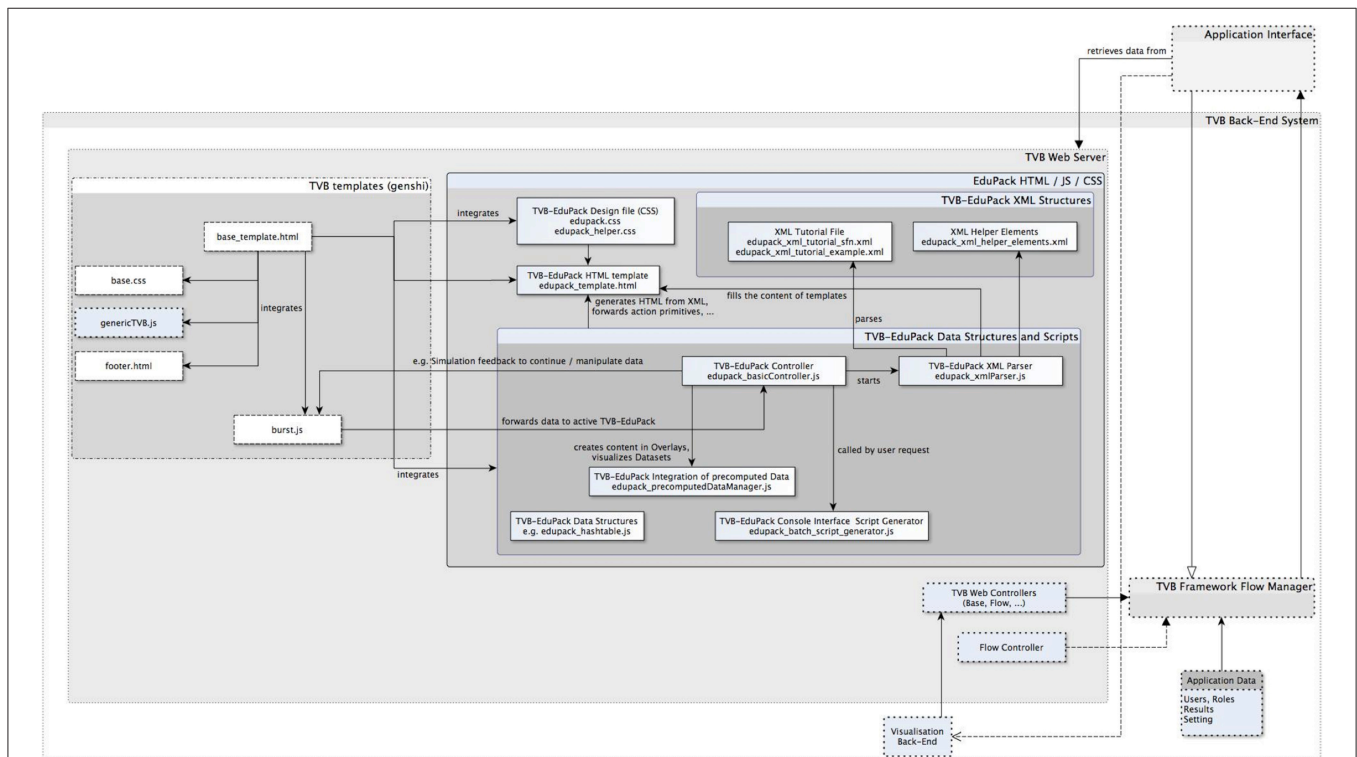 Application Interface
retrieves data from
TVB Back-End System
TVB Web Server
TVB templates (genshi)
EduPack HTML / JS / CSS
TVB-EduPack XML Structures
base_template.html
integrates
TVB-EduPack Design file (CSS)
edupack.css
edupack_helper.css
XML Tutorial File
edupack_xml_tutorial_sfn.xml
edupack_xml_tutorial_example.xml
XML Helper Elements
edupack_xml_helper_elements.xml
base.css
TVB-EduPack HTML template
edupack_template.html
generates HTML from XML,
forwards action primitives, ...
fills the content of templates
integrates
genericTVB.js
parses
TVB-EduPack Data Structures and Scripts
footer.html
e.g. Simulation feedback to continue / manipulate data
TVB-EduPack Controller
edupack_basicController.js
starts
TVB-EduPack XML Parser
edupack_xmlParser.js
burst.js
forwards data to active TVB-EduPack
creates content in Overlays,
visualizes Datasets
called by user request
integrates
TVB-EduPack Integration of precomputed Data
edupack_precomputedDataManager.js
TVB-EduPack Data Structures
e.g. edupack_hashtable.js
TVB-EduPack Console Interface Script Generator
edupack_batch_script_generator.js
TVB Web Controllers
(Base, Flow, ...)
TVB Framework Flow Manager
Flow Controller
Application Data
Users, Roles
Results
Setting
Visualisation
Back-End